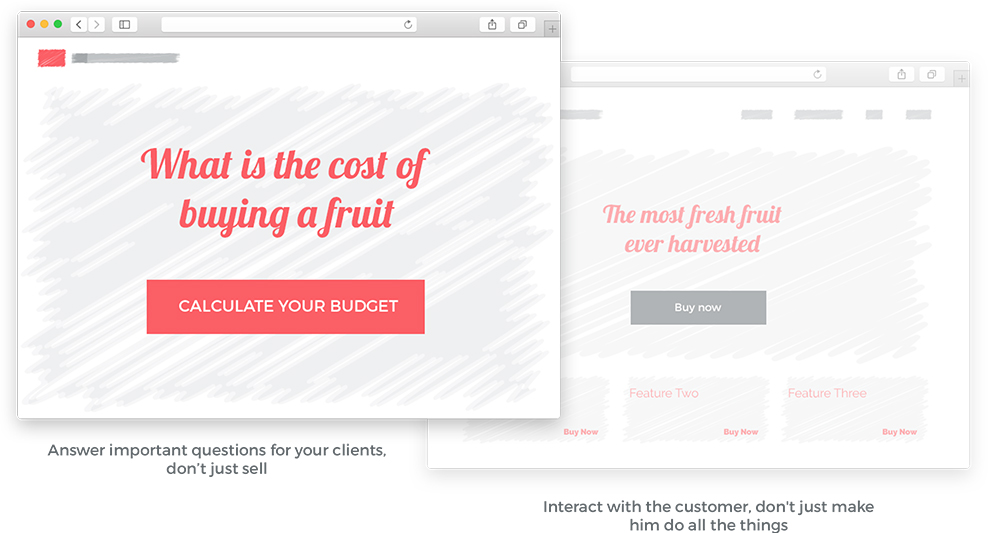 What is the cost of
buying a fruit
CALCULATE YOUR BUDGET
Answer important questions for your clients,
don't just sell
The most fresh fruit
ever harvested
Buy now
Feature Two
Feature Three
Buy Now
Buy Now
Buy Now
Interact with the customer, don't just make
him do all the things